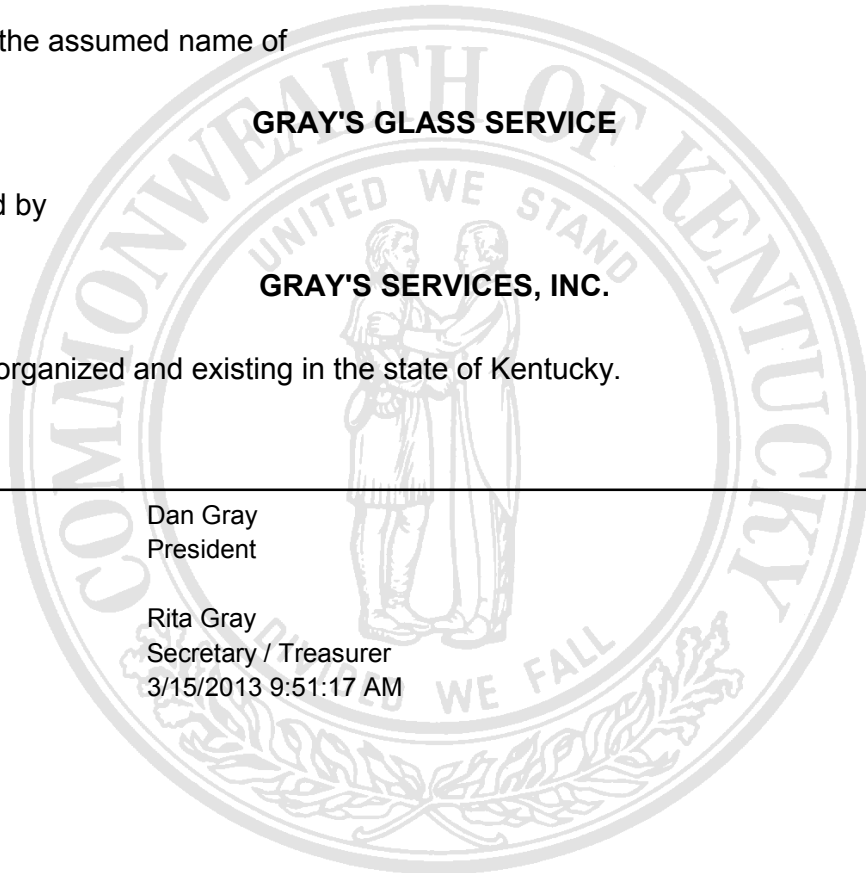 the assumed name of
GRAY'S GLASS SERVICE
d by
GRAY'S SERVICES, INC.
organized and existing in the state of Kentucky.
Dan Gray
President
Rita Gray
Secretary / Treasurer
3/15/2013 9:51:17 AM
COMMONWEALTH OF KENTUCKY
UNITED WE STAND
DIVIDED WE FALL